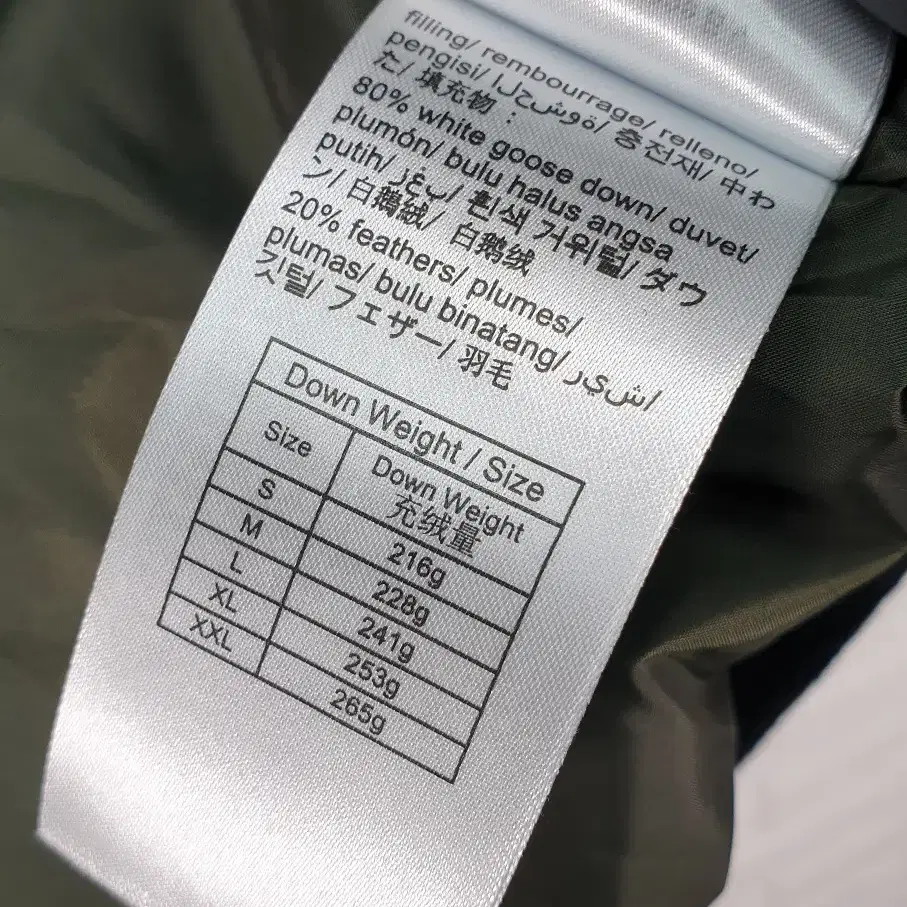 filling/ rembourrage/ relleno/
pengisi/ الحشوة/ 충전재/ 中わ
た/ 填充物：
80% white goose down/ duvet/
plumón/ bulu halus angsa
putih/ زغب/ 흰색 거위털/ ダウ
ン/ 白鵝絨/ 白鹅绒
20% feathers/ plumes/
plumas/ bulu binatang/ ريش/
깃털/ フェザー/ 羽毛
Down Weight / Size
Size Down Weight
充绒量
S 216g
M 228g
L 241g
XL 253g
XXL 265g